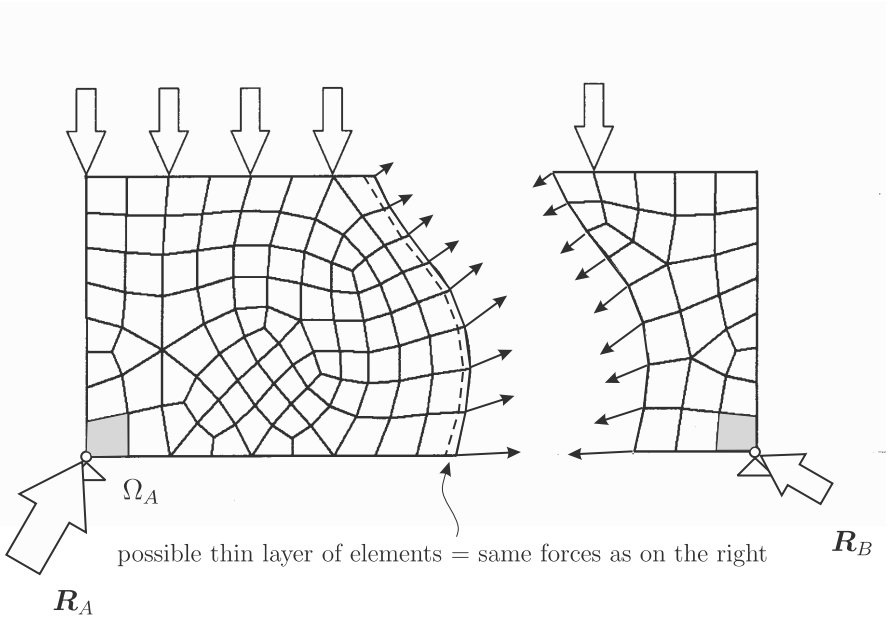 Ω_A
possible thin layer of elements = same forces as on the right
R_B
R_A